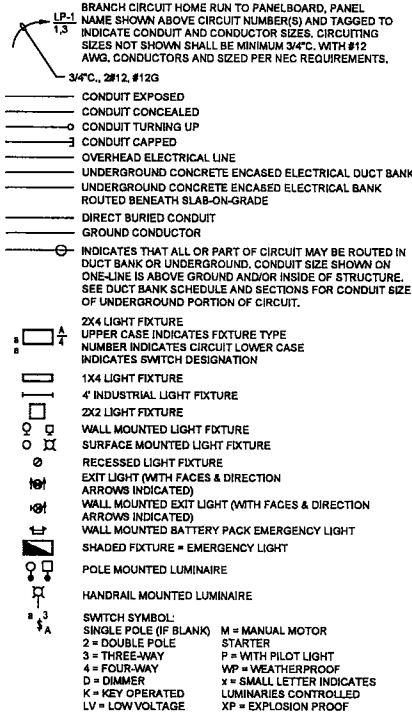 LP-1
1,3
BRANCH CIRCUIT HOME RUN TO PANELBOARD, PANEL
NAME SHOWN ABOVE CIRCUIT NUMBER(S) AND TAGGED TO
INDICATE CONDUIT AND CONDUCTOR SIZES. CIRCUITING
SIZES NOT SHOWN SHALL BE MINIMUM 3/4"C. WITH #12
AWG. CONDUCTORS AND SIZED PER NEC REQUIREMENTS.
3/4"C., 2#12, #12G
CONDUIT EXPOSED
CONDUIT CONCEALED
CONDUIT TURNING UP
CONDUIT CAPPED
OVERHEAD ELECTRICAL LINE
UNDERGROUND CONCRETE ENCASED ELECTRICAL DUCT BANK
UNDERGROUND CONCRETE ENCASED ELECTRICAL BANK
ROUTED BENEATH SLAB-ON-GRADE
DIRECT BURIED CONDUIT
GROUND CONDUCTOR
INDICATES THAT ALL OR PART OF CIRCUIT MAY BE ROUTED IN
DUCT BANK OR UNDERGROUND. CONDUIT SIZE SHOWN ON
ONE-LINE IS ABOVE GROUND AND/OR INSIDE OF STRUCTURE.
SEE DUCT BANK SCHEDULE AND SECTIONS FOR CONDUIT SIZE
OF UNDERGROUND PORTION OF CIRCUIT.
a
a
A
4
2X4 LIGHT FIXTURE
UPPER CASE INDICATES FIXTURE TYPE
NUMBER INDICATES CIRCUIT LOWER CASE
INDICATES SWITCH DESIGNATION
1X4 LIGHT FIXTURE
4' INDUSTRIAL LIGHT FIXTURE
2X2 LIGHT FIXTURE
WALL MOUNTED LIGHT FIXTURE
SURFACE MOUNTED LIGHT FIXTURE
RECESSED LIGHT FIXTURE
EXIT LIGHT (WITH FACES & DIRECTION
ARROWS INDICATED)
WALL MOUNTED EXIT LIGHT (WITH FACES & DIRECTION
ARROWS INDICATED)
WALL MOUNTED BATTERY PACK EMERGENCY LIGHT
SHADED FIXTURE = EMERGENCY LIGHT
POLE MOUNTED LUMINAIRE
HANDRAIL MOUNTED LUMINAIRE
a $ 3 A
SWITCH SYMBOL:
SINGLE POLE (IF BLANK)
2 = DOUBLE POLE
3 = THREE-WAY
4 = FOUR-WAY
D = DIMMER
K = KEY OPERATED
LV = LOW VOLTAGE
M = MANUAL MOTOR
STARTER
P = WITH PILOT LIGHT
WP = WEATHERPROOF
x = SMALL LETTER INDICATES
LUMINARIES CONTROLLED
XP = EXPLOSION PROOF